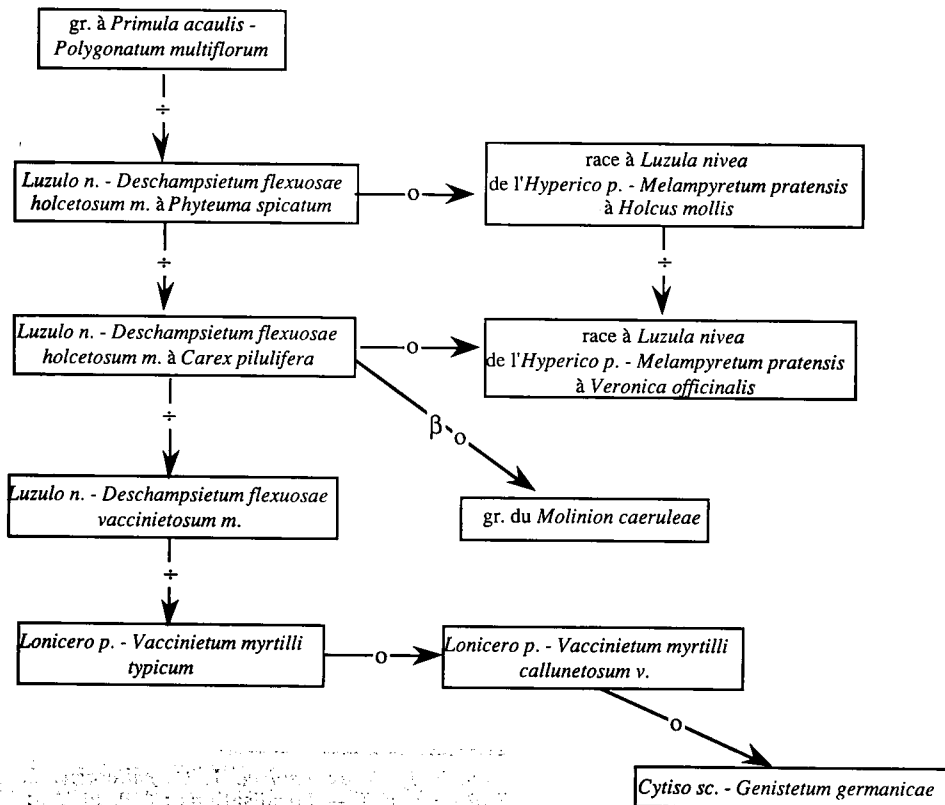 gr. à Primula acaulis -
Polygonatum multiflorum
÷
Luzulo n. - Deschampsietum flexuosae
holcetosum m. à Phyteuma spicatum
o
race à Luzula nivea
de l'Hyperico p. - Melampyretum pratensis
à Holcus mollis
÷
÷
Luzulo n. - Deschampsietum flexuosae
holcetosum m. à Carex pilulifera
o
race à Luzula nivea
de l'Hyperico p. - Melampyretum pratensis
à Veronica officinalis
÷
β o
Luzulo n. - Deschampsietum flexuosae
vaccinietosum m.
gr. du Molinion caeruleae
÷
Lonicero p. - Vaccinietum myrtilli
typicum
o
Lonicero p. - Vaccinietum myrtilli
callunetosum v.
o
Cytiso sc. - Genistetum germanicae